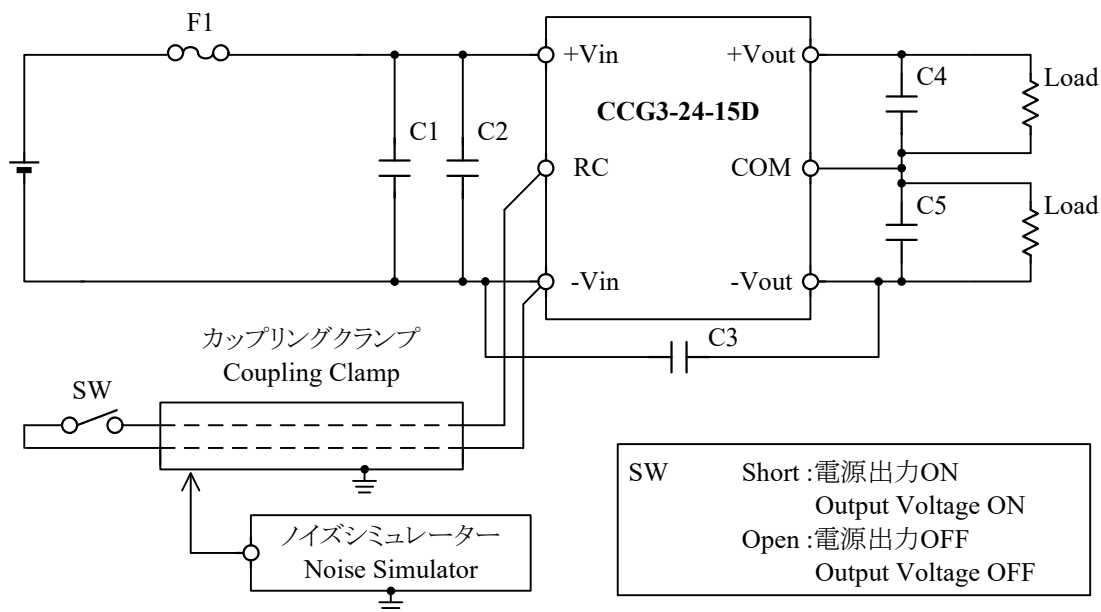 F1
+Vin
+Vout
C4
Load
C1
C2
CCG3-24-15D
RC
COM
C5
Load
-Vin
-Vout
C3
カップリングクランプ
Coupling Clamp
SW
ノイズシミュレーター
Noise Simulator
SW Short :電源出力ON
Output Voltage ON
Open :電源出力OFF
Output Voltage OFF